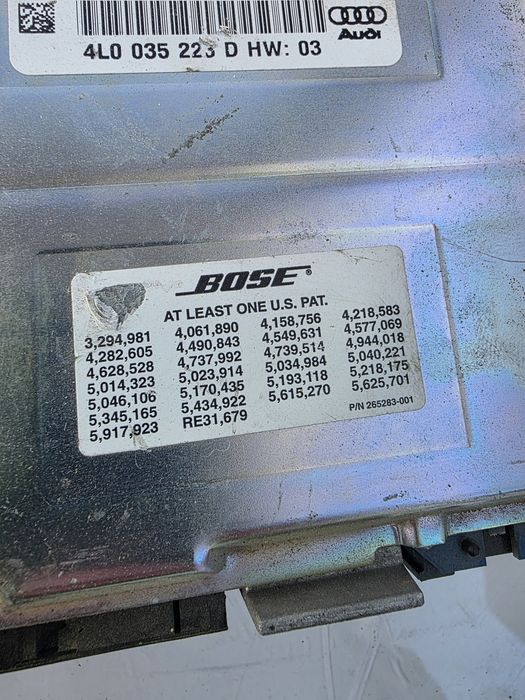 4L0 035 223 D HW: 03
Audi
BOSE®
AT LEAST ONE U.S. PAT.
3,294,981 4,061,890 4,158,756 4,218,583
4,282,605 4,490,843 4,549,631 4,577,069
4,628,528 4,737,992 4,739,514 4,944,018
5,014,323 5,023,914 5,034,984 5,040,221
5,046,106 5,170,435 5,193,118 5,218,175
5,345,165 5,434,922 5,615,270 5,625,701
5,917,923 RE31,679
P/N 265283-001